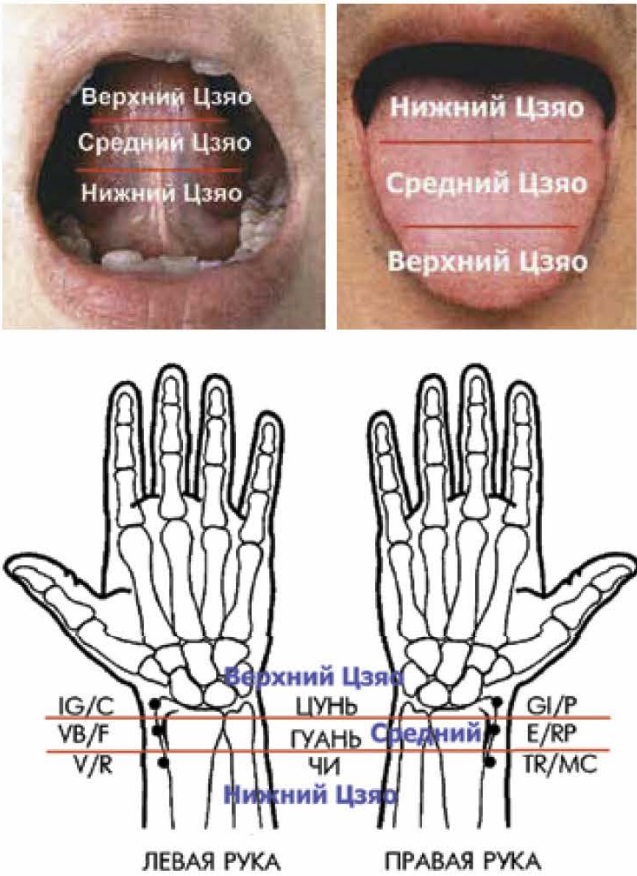 Верхний Цзяо
Средний Цзяо
Нижний Цзяо
Нижний Цзяо
Средний Цзяо
Верхний Цзяо
Верхний Цзяо
IG/C ЦУНЬ GI/P
VB/F ГУАНЬ Средний E/RP
V/R ЧИ TR/MC
Нижний Цзяо
ЛЕВАЯ РУКА ПРАВАЯ РУКА